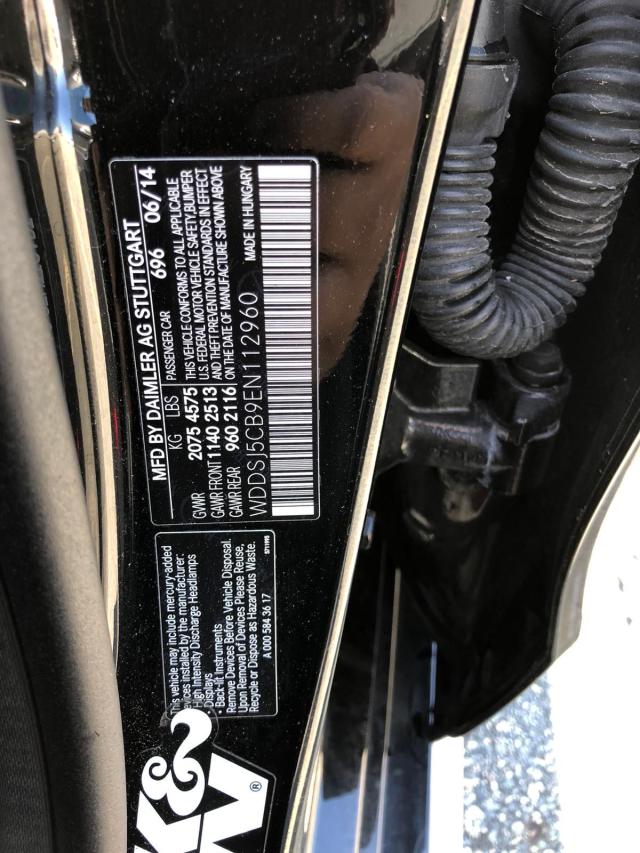 MFD BY DAIMLER AG STUTTGART
696 06/14
KG LBS PASSENGER CAR
GVWR 2075 4575
GAWR FRONT 1140 2513
GAWR REAR 960 2116
THIS VEHICLE CONFORMS TO ALL APPLICABLE
U.S. FEDERAL MOTOR VEHICLE SAFETY, BUMPER
AND THEFT PREVENTION STANDARDS IN EFFECT
ON THE DATE OF MANUFACTURE SHOWN ABOVE
WDDSJ5CB9EN112960 MADE IN HUNGARY
This vehicle may include mercury-added
devices installed by the manufacturer:
• High Intensity Discharge Headlamps
• Displays
• Back-lit Instruments
Remove Devices Before Vehicle Disposal.
Upon Removal of Devices Please Reuse,
Recycle or Dispose as Hazardous Waste.
A 000 584 36 17
K&N®